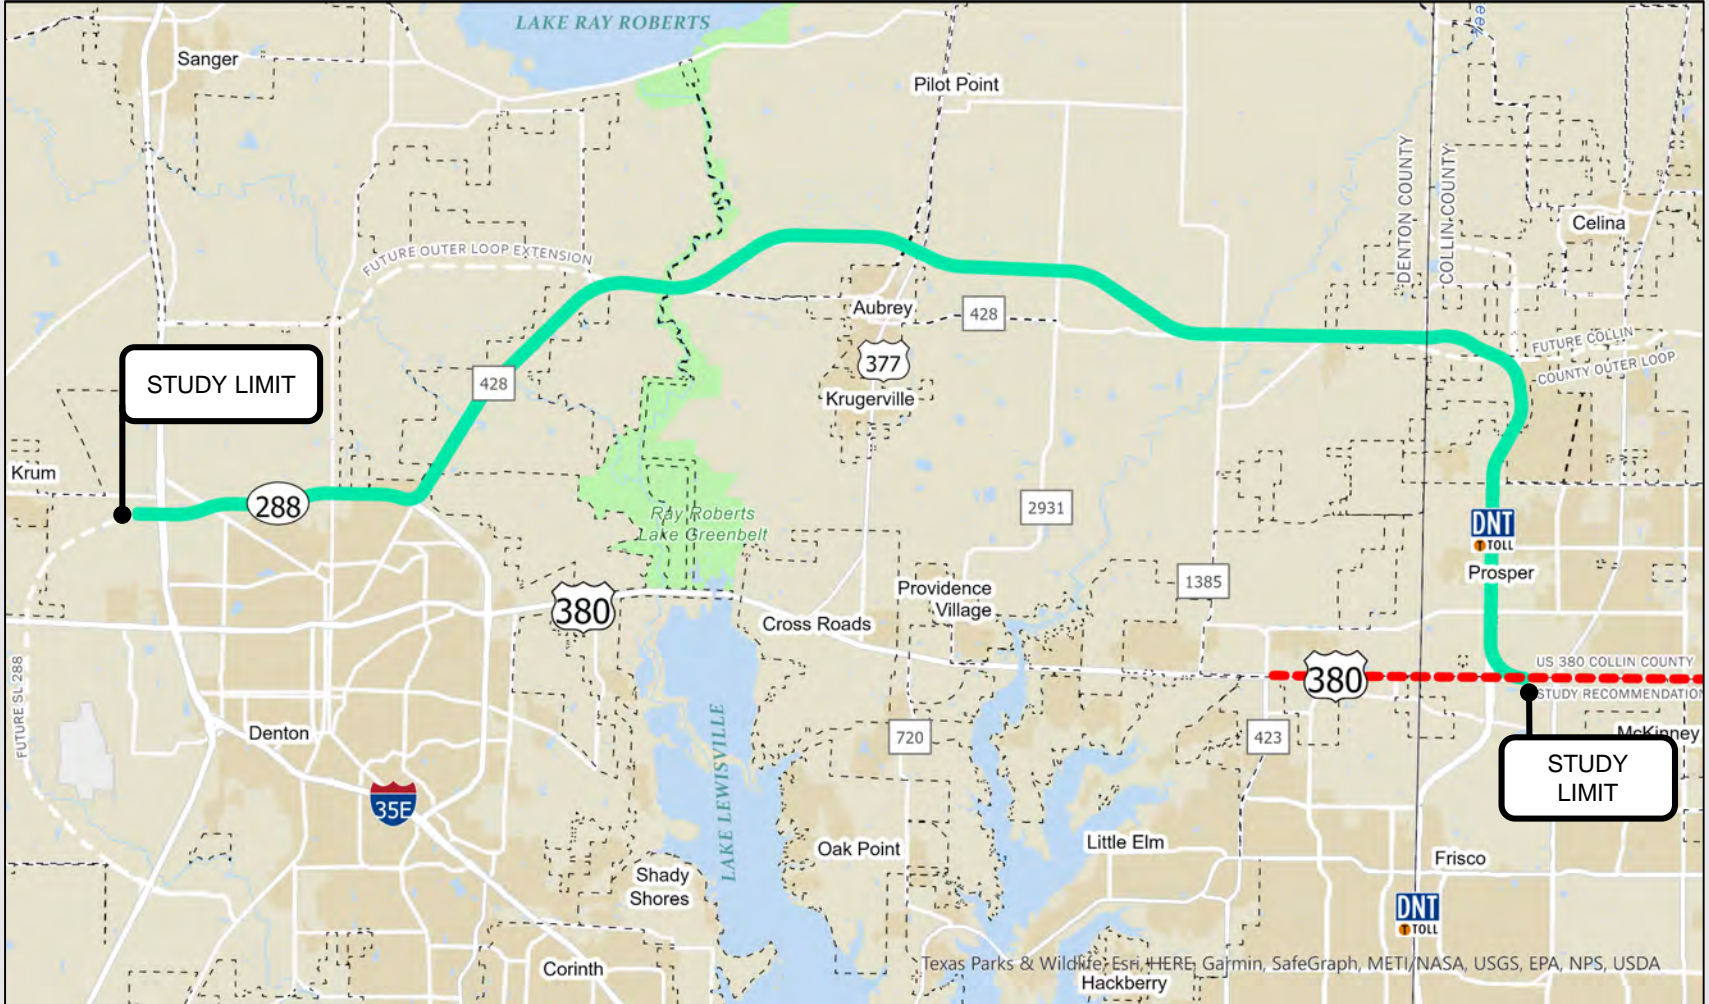 LAKE RAY ROBERTS
Sanger
Pilot Point
DENTON COUNTY
COLLIN COUNTY
Celina
FUTURE OUTER LOOP EXTENSION
Aubrey
428
377
FUTURE COLLIN
COUNTY OUTER LOOP
STUDY LIMIT
428
Krugerville
Krum
288
2931
Ray Roberts
Lake Greenbelt
DNT
T TOLL
Prosper
1385
Providence
Village
380
Cross Roads
US 380 COLLIN COUNTY
380
STUDY RECOMMENDATION
FUTURE SL 288
Denton
LAKE LEWISVILLE
720
423
McKinney
STUDY
LIMIT
35E
Oak Point
Little Elm
Frisco
Shady
Shores
DNT
T TOLL
Corinth
Texas Parks & Wildlife, Esri, HERE, Garmin, SafeGraph, METI/NASA, USGS, EPA, NPS, USDA
Hackberry